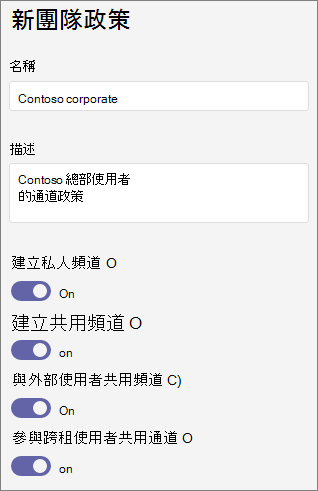 新團隊政策
名稱
Contoso corporate
描述
Contoso 總部使用者
的通道政策
建立私人頻道 O
On
建立共用頻道 O
on
與外部使用者共用頻道 C)
On
參與跨租使用者共用通道 O
on